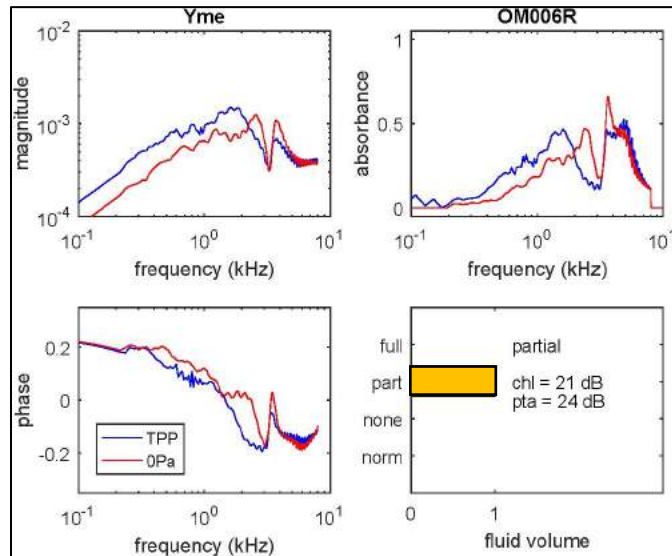 Yme
10^-2
10^-3
10^-4
magnitude
10^-1
10^0
10^1
frequency (kHz)
OM006R
1
0.5
0
absorbance
10^-1
10^0
10^1
frequency (kHz)
0.2
0
-0.2
phase
TPP
0Pa
10^-1
10^0
10^1
frequency (kHz)
full
part
none
norm
partial
chl = 21 dB
pta = 24 dB
0
1
fluid volume